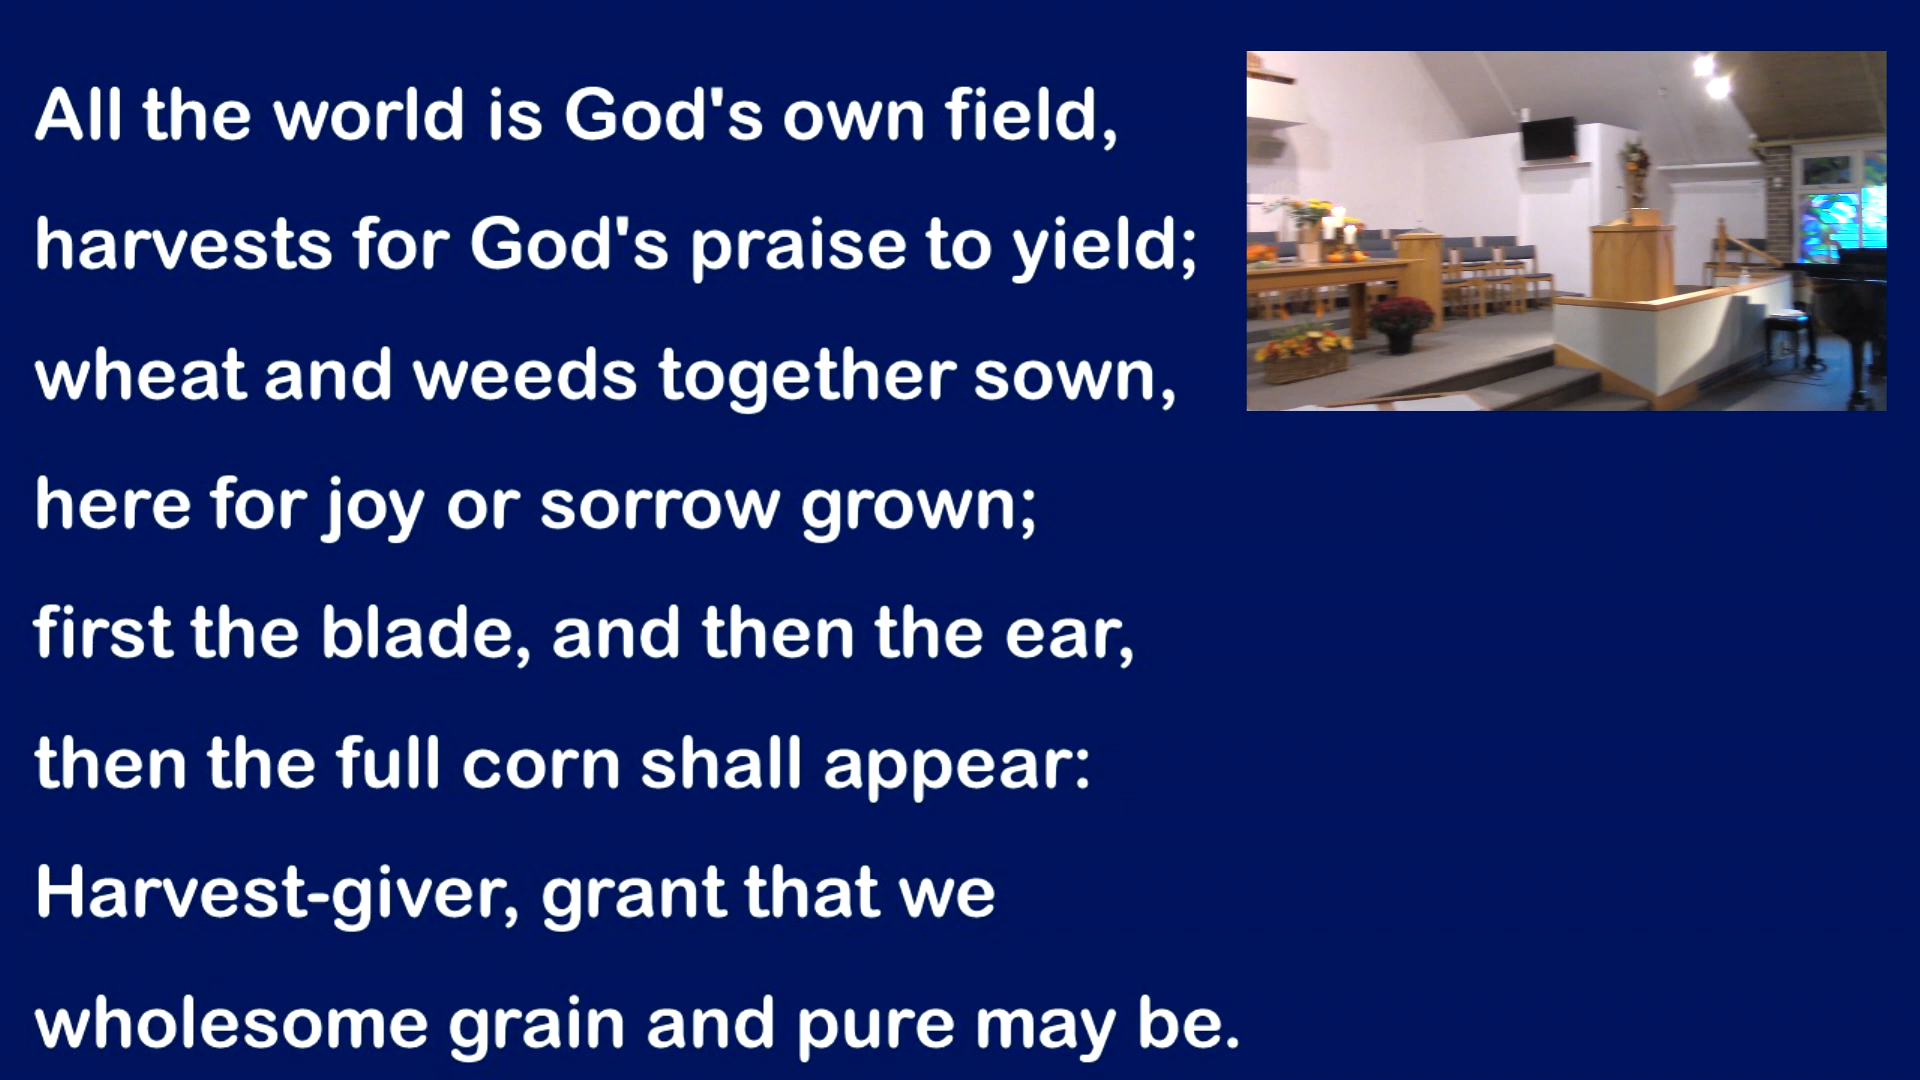 All the world is God's own field,
harvests for God's praise to yield;
wheat and weeds together sown,
here for joy or sorrow grown;
first the blade, and then the ear,
then the full corn shall appear:
Harvest-giver, grant that we
wholesome grain and pure may be.